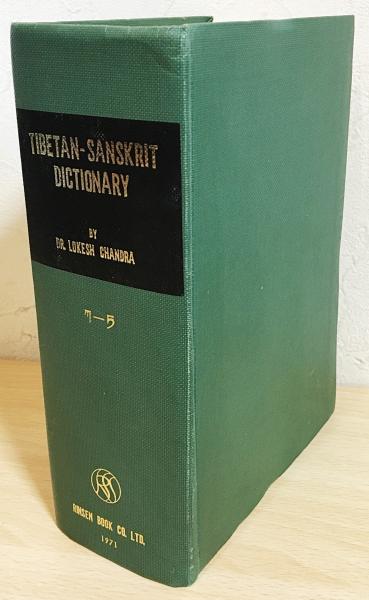 TIBETAN-SANSKRIT
DICTIONARY
BY
DR. LOKESH CHANDRA
ཀ—ད
RINSEN BOOK CO. LTD.
1971